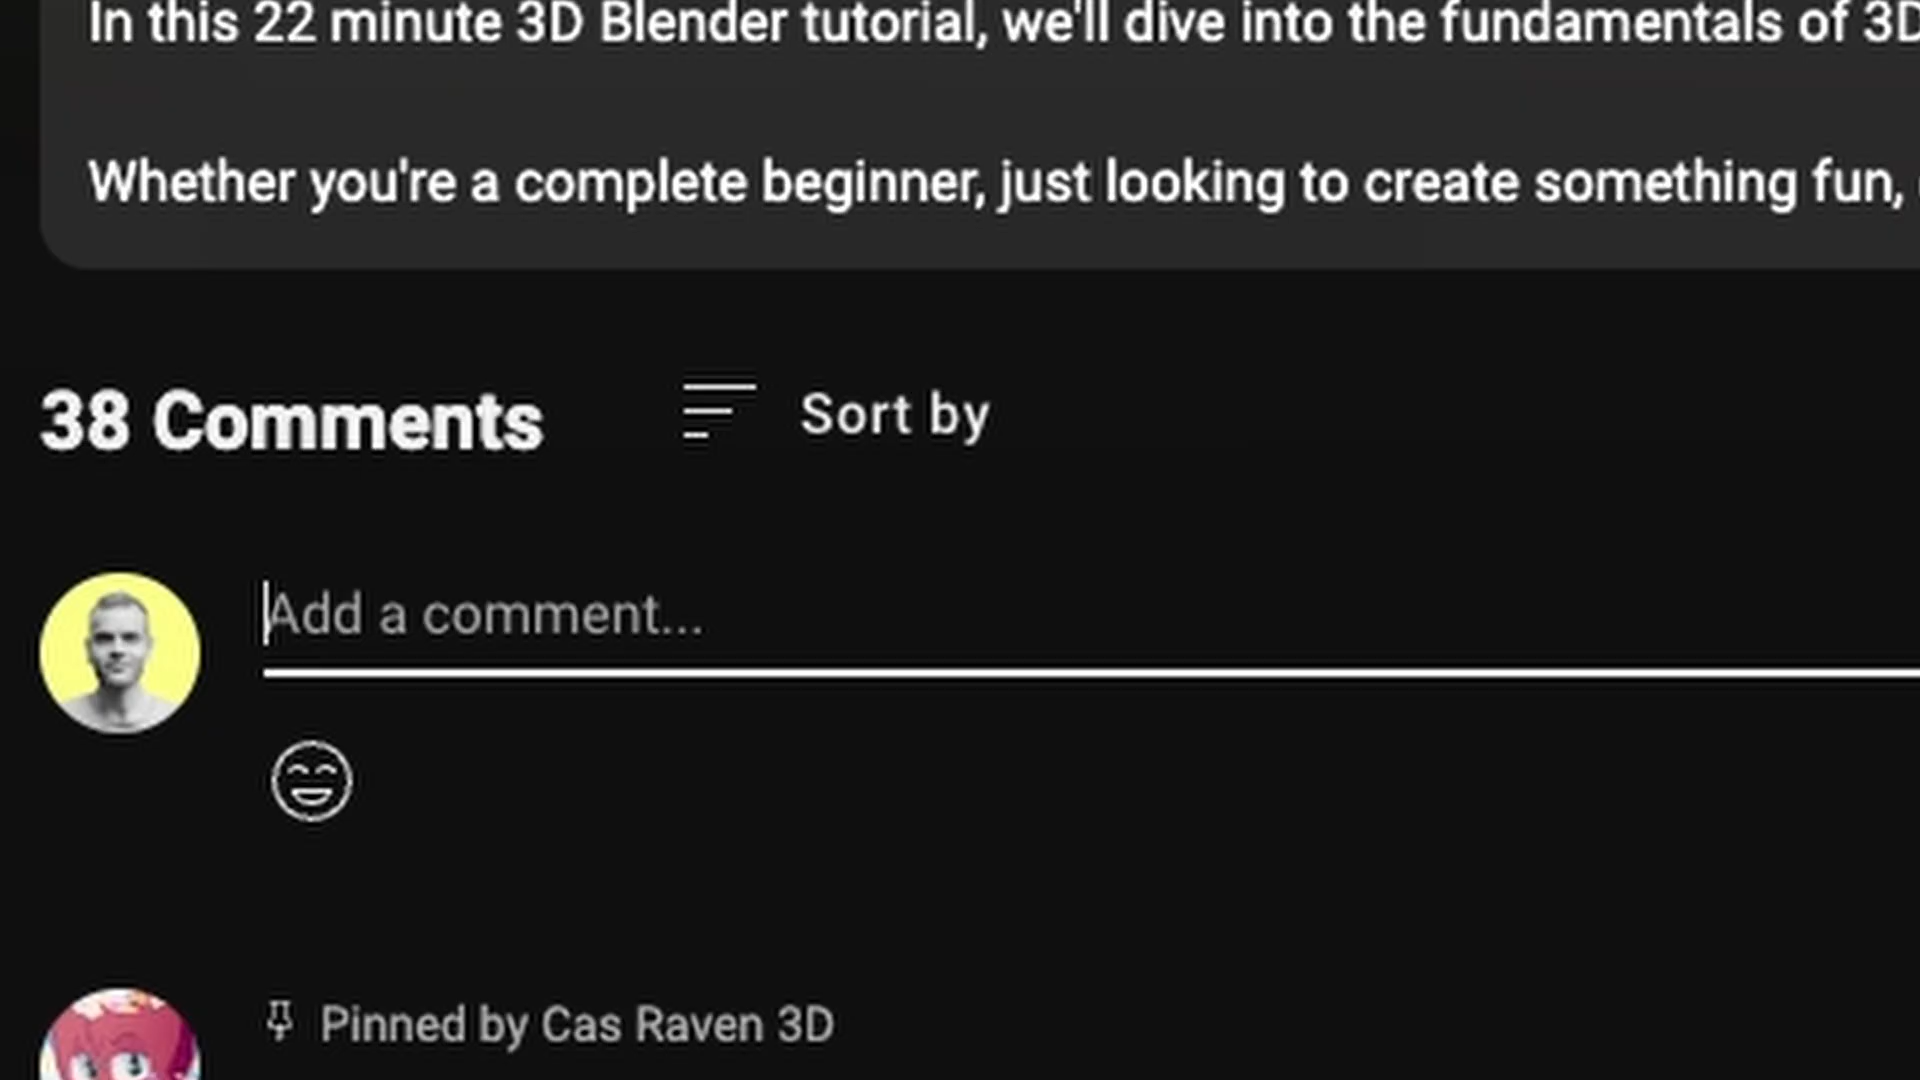 In this 22 minute 3D Blender tutorial, we'll dive into the fundamentals of 3D
Whether you're a complete beginner, just looking to create something fun,
38 Comments
Sort by
Add a comment...
Pinned by Cas Raven 3D